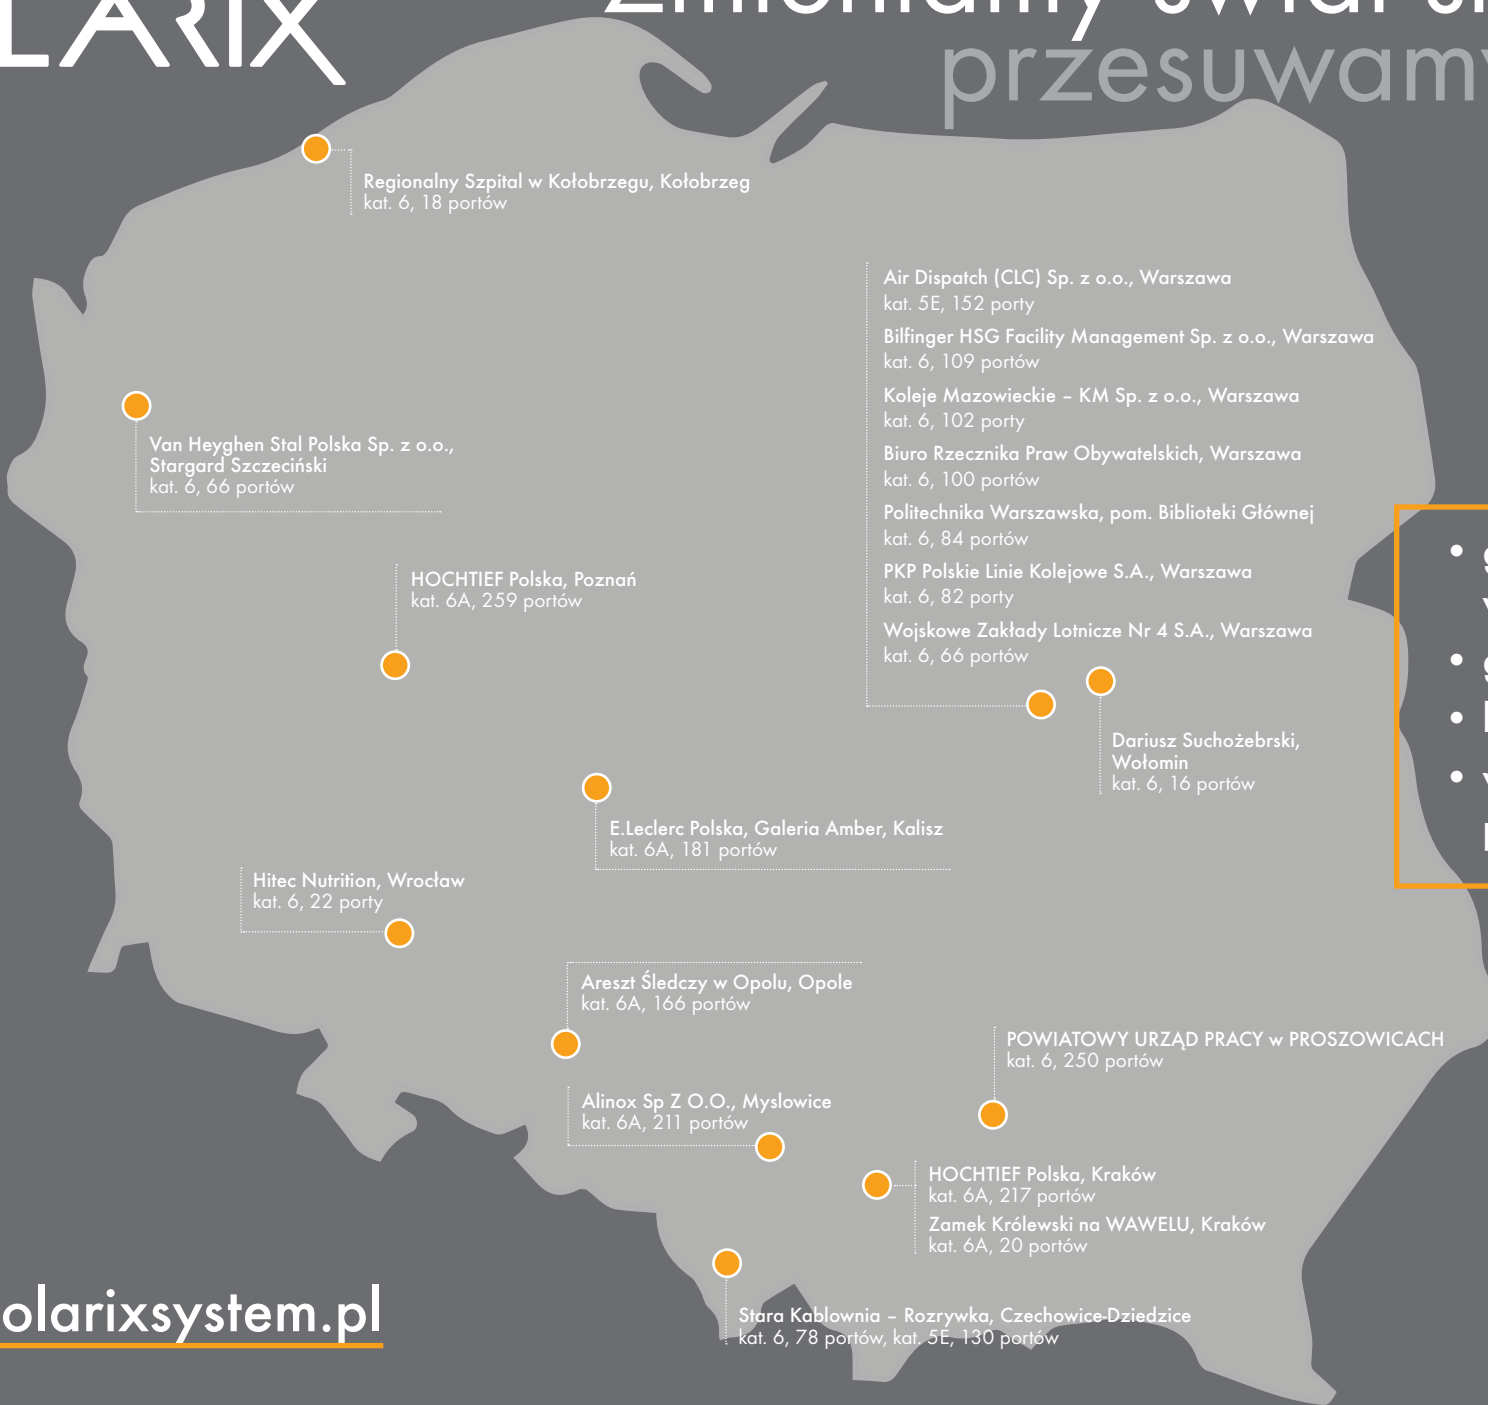 LARIX
przesuwamy
Regionalny Szpital w Kołobrzegu, Kołobrzeg
kat. 6, 18 portów
Air Dispatch (CLC) Sp. z o.o., Warszawa
kat. 5E, 152 porty
Bilfinger HSG Facility Management Sp. z o.o., Warszawa
kat. 6, 109 portów
Koleje Mazowieckie – KM Sp. z o.o., Warszawa
kat. 6, 102 porty
Biuro Rzecznika Praw Obywatelskich, Warszawa
kat. 6, 100 portów
Politechnika Warszawska, pom. Biblioteki Głównej
kat. 6, 84 portów
PKP Polskie Linie Kolejowe S.A., Warszawa
kat. 6, 82 porty
Wojskowe Zakłady Lotnicze Nr 4 S.A., Warszawa
kat. 6, 66 portów
Van Heyghen Stal Polska Sp. z o.o.,
Stargard Szczeciński
kat. 6, 66 portów
HOCHTIEF Polska, Poznań
kat. 6A, 259 portów
Dariusz Suchożebrski,
Wołomin
kat. 6, 16 portów
E.Leclerc Polska, Galeria Amber, Kalisz
kat. 6A, 181 portów
Hitec Nutrition, Wrocław
kat. 6, 22 porty
Areszt Śledczy w Opolu, Opole
kat. 6A, 166 portów
POWIATOWY URZĄD PRACY w PROSZOWICACH
kat. 6, 250 portów
Alinox Sp Z O.O., Myslowice
kat. 6A, 211 portów
HOCHTIEF Polska, Kraków
kat. 6A, 217 portów
Zamek Królewski na WAWELU, Kraków
kat. 6A, 20 portów
Stara Kablownia – Rozrywka, Czechowice-Dziedzice
kat. 6, 78 portów, kat. 5E, 130 portów
olarixsystem.pl